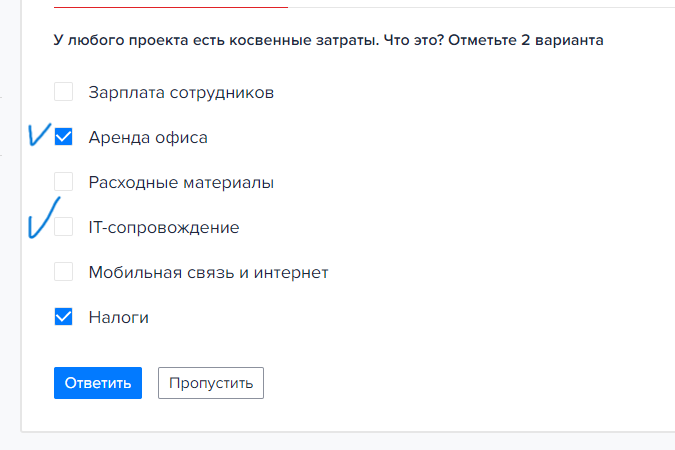 У любого проекта есть косвенные затраты. Что это? Отметьте 2 варианта
Зарплата сотрудников
Аренда офиса
Расходные материалы
IT-сопровождение
Мобильная связь и интернет
Налоги
Ответить
Пропустить